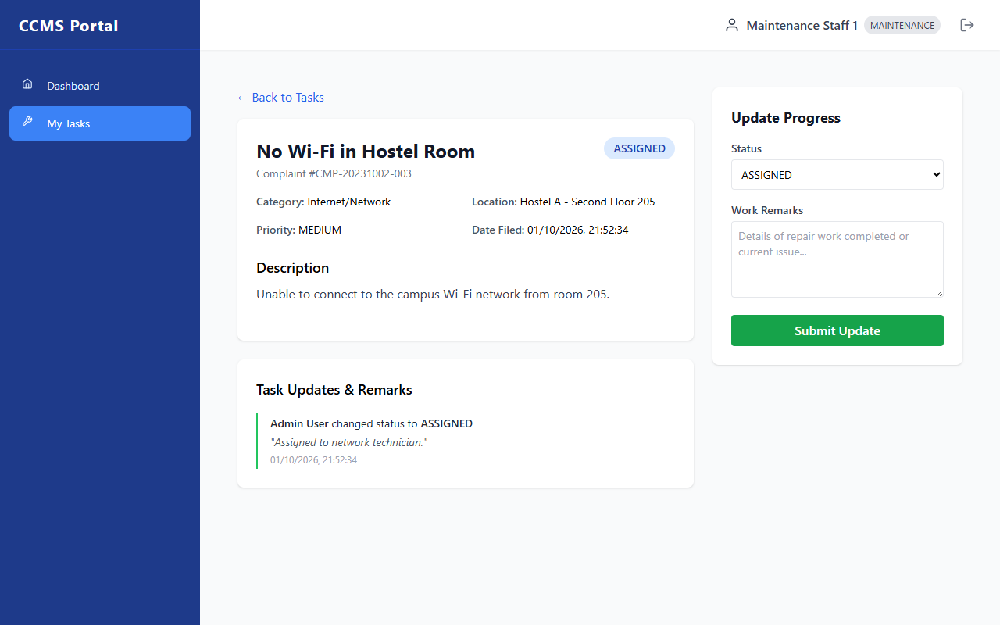 CCMS Portal
Maintenance Staff 1 MAINTENANCE
Dashboard
My Tasks
← Back to Tasks
No Wi-Fi in Hostel Room
ASSIGNED
Complaint #CMP-20231002-003
Category: Internet/Network
Location: Hostel A - Second Floor 205
Priority: MEDIUM
Date Filed: 01/10/2026, 21:52:34
Description
Unable to connect to the campus Wi-Fi network from room 205.
Task Updates & Remarks
Admin User changed status to ASSIGNED
"Assigned to network technician."
01/10/2026, 21:52:34
Update Progress
Status
ASSIGNED
Work Remarks
Details of repair work completed or
current issue...
Submit Update